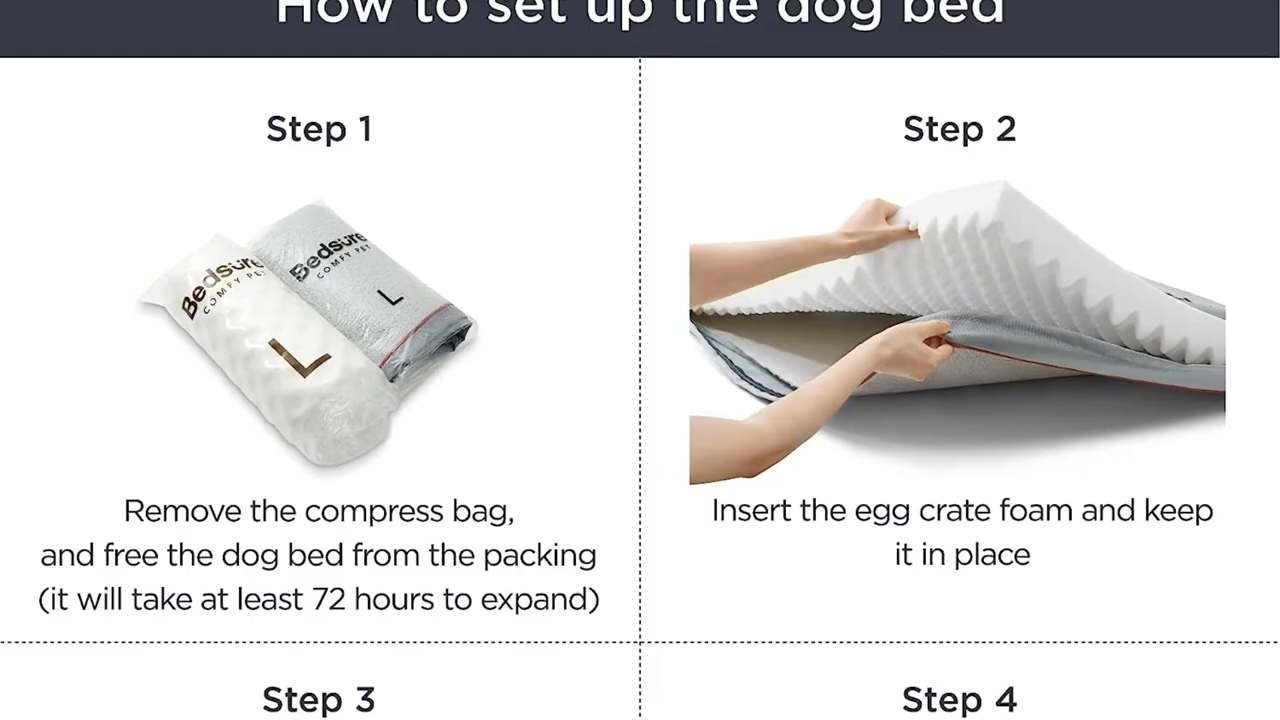 How to set up the dog bed
Step 1
Step 2
Bedsure
COMFY PET
L
Bedsure
COMFY PET
L
Remove the compress bag,
and free the dog bed from the packing
(it will take at least 72 hours to expand)
Insert the egg crate foam and keep
it in place
Step 3
Step 4